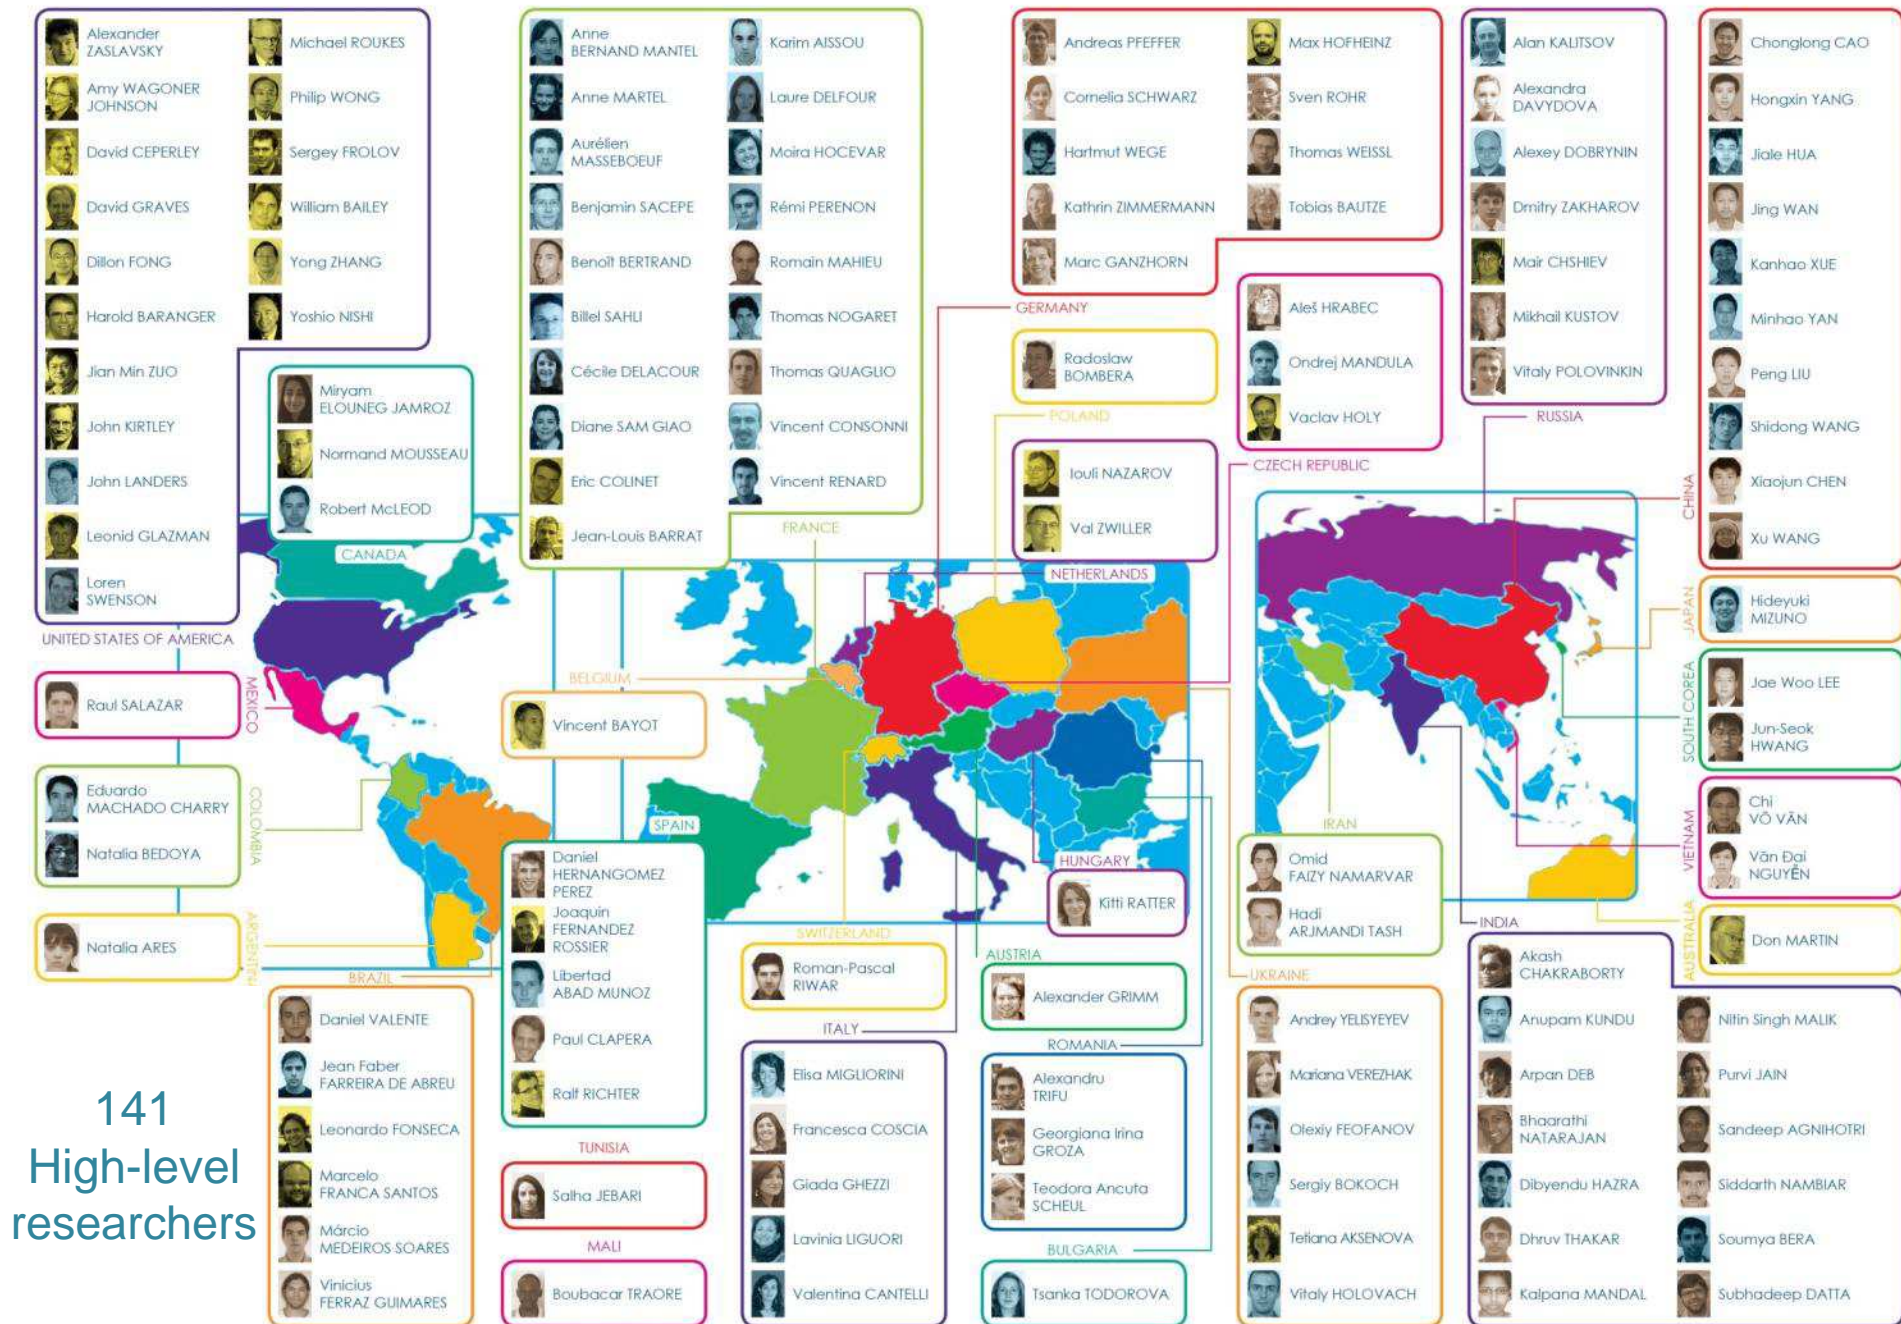 Alexander
ZASLAVSKY
Amy WAGONER
JOHNSON
David CEPERLEY
David GRAVES
Dillon FONG
Harold BARANGER
Jian Min ZUO
John KIRTLEY
John LANDERS
Leonid GLAZMAN
Loren
SWENSON
Michael ROUKES
Philip WONG
Sergey FROLOV
William BAILEY
Yong ZHANG
Yoshio NISHI
UNITED STATES OF AMERICA
Miryam
ELOUNEG JAMROZ
Normand MOUSSEAU
Robert McLEOD
CANADA
Anne
BERNAND MANTEL
Anne MARTEL
Aurélien
MASSEBOEUF
Benjamin SACEPE
Benoît BERTRAND
Billel SAHLI
Cécile DELACOUR
Diane SAM GIAO
Eric COLINET
Jean-Louis BARRAT
Karim AISSOU
Laure DELFOUR
Moira HOCEVAR
Rémi PERENON
Romain MAHIEU
Thomas NOGARET
Thomas QUAGLIO
Vincent CONSONNI
Vincent RENARD
FRANCE
Andreas PFEFFER
Cornelia SCHWARZ
Hartmut WEGE
Kathrin ZIMMERMANN
Marc GANZHORN
Max HOFHEINZ
Sven ROHR
Thomas WEISSL
Tobias BAUTZE
GERMANY
Radoslaw
BOMBERA
POLAND
Aleš HRABEC
Ondrej MANDULA
Vaclav HOLY
CZECH REPUBLIC
Iouli NAZAROV
Val ZWILLER
NETHERLANDS
Alan KALITSOV
Alexandra
DAVYDOVA
Alexey DOBRYNIN
Dmitry ZAKHAROV
Mair CHSHIEV
Mikhail KUSTOV
Vitaly POLOVINKIN
RUSSIA
Chonglong CAO
Hongxin YANG
Jiale HUA
Jing WAN
Kanhao XUE
Minhao YAN
Peng LIU
Shidong WANG
Xiaojun CHEN
Xu WANG
CHINA
Hideyuki
MIZUNO
JAPAN
Jae Woo LEE
Jun-Seok
HWANG
SOUTH COREA
Chi
VÕ VĂN
Văn Đại
NGUYỄN
VIETNAM
Don MARTIN
AUSTRALIA
Raul SALAZAR
MEXICO
Eduardo
MACHADO CHARRY
Natalia BEDOYA
COLOMBIA
Natalia ARES
ARGENTINA
BRAZIL
Daniel VALENTE
Jean Faber
FARREIRA DE ABREU
Leonardo FONSECA
Marcelo
FRANCA SANTOS
Márcio
MEDEIROS SOARES
Vinicius
FERRAZ GUIMARES
BELGIUM
Vincent BAYOT
SPAIN
Daniel
HERNANGOMEZ
PEREZ
Joaquin
FERNANDEZ
ROSSIER
Libertad
ABAD MUNOZ
Paul CLAPERA
Ralf RICHTER
TUNISIA
Salha JEBARI
MALI
Boubacar TRAORE
SWITZERLAND
Roman-Pascal
RIWAR
ITALY
Elisa MIGLIORINI
Francesca COSCIA
Giada GHEZZI
Lavinia LIGUORI
Valentina CANTELLI
HUNGARY
Kitti RATTER
AUSTRIA
Alexander GRIMM
ROMANIA
Alexandru
TRIFU
Georgiana Irina
GROZA
Teodora Ancuta
SCHEUL
BULGARIA
Tsanka TODOROVA
IRAN
Omid
FAIZY NAMARVAR
Hadi
ARJMANDI TASH
UKRAINE
Andrey YELISYEYEV
Mariana VEREZHAK
Olexiy FEOFANOV
Sergiy BOKOCH
Tetiana AKSENOVA
Vitaly HOLOVACH
INDIA
Akash
CHAKRABORTY
Anupam KUNDU
Arpan DEB
Bhaarathi
NATARAJAN
Dibyendu HAZRA
Dhruv THAKAR
Kalpana MANDAL
Nitin Singh MALIK
Purvi JAIN
Sandeep AGNIHOTRI
Siddarth NAMBIAR
Soumya BERA
Subhadeep DATTA
141
High-level
researchers